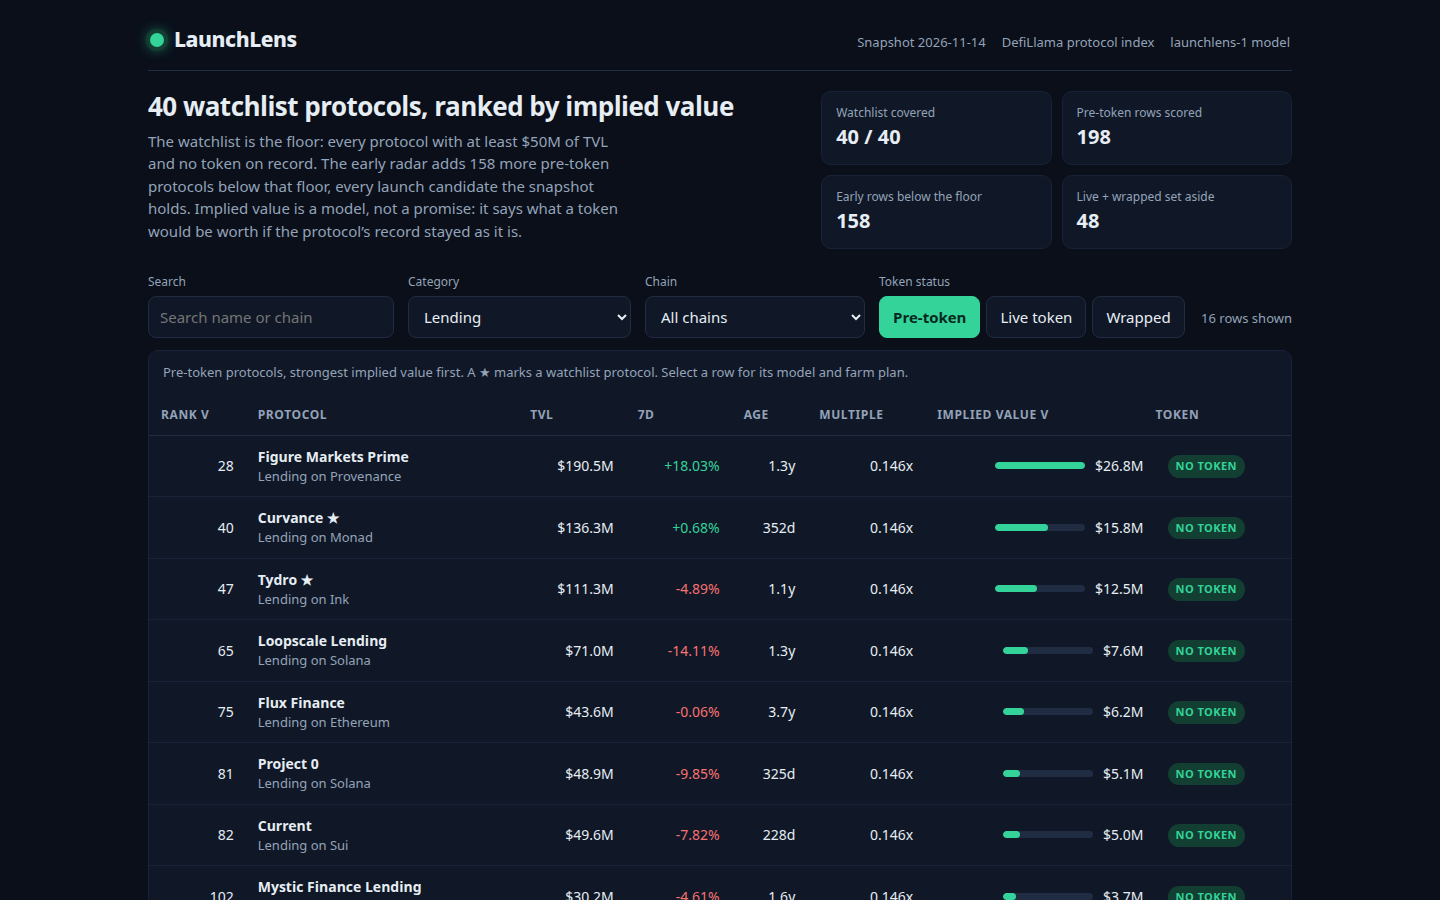 LaunchLens
Snapshot 2026-11-14 DefiLlama protocol index launchlens-1 model
40 watchlist protocols, ranked by implied value
The watchlist is the floor: every protocol with at least $50M of TVL
and no token on record. The early radar adds 158 more pre-token
protocols below that floor, every launch candidate the snapshot
holds. Implied value is a model, not a promise: it says what a token
would be worth if the protocol's record stayed as it is.
Watchlist covered
40 / 40
Pre-token rows scored
198
Early rows below the floor
158
Live + wrapped set aside
48
Search
Search name or chain
Category
Lending
Chain
All chains
Token status
Pre-token Live token Wrapped
16 rows shown
Pre-token protocols, strongest implied value first. A ★ marks a watchlist protocol. Select a row for its model and farm plan.
RANK V PROTOCOL TVL 7D AGE MULTIPLE IMPLIED VALUE V TOKEN
28 Figure Markets Prime $190.5M +18.03% 1.3y 0.146x $26.8M NO TOKEN
Lending on Provenance
40 Curvance ★ $136.3M +0.68% 352d 0.146x $15.8M NO TOKEN
Lending on Monad
47 Tydro ★ $111.3M -4.89% 1.1y 0.146x $12.5M NO TOKEN
Lending on Ink
65 Loopscale Lending $71.0M -14.11% 1.3y 0.146x $7.6M NO TOKEN
Lending on Solana
75 Flux Finance $43.6M -0.06% 3.7y 0.146x $6.2M NO TOKEN
Lending on Ethereum
81 Project 0 $48.9M -9.85% 325d 0.146x $5.1M NO TOKEN
Lending on Solana
82 Current $49.6M -7.82% 228d 0.146x $5.0M NO TOKEN
Lending on Sui
102 Mystic Finance Lending $30.2M -4.61% 1.6y 0.146x $3.7M NO TOKEN